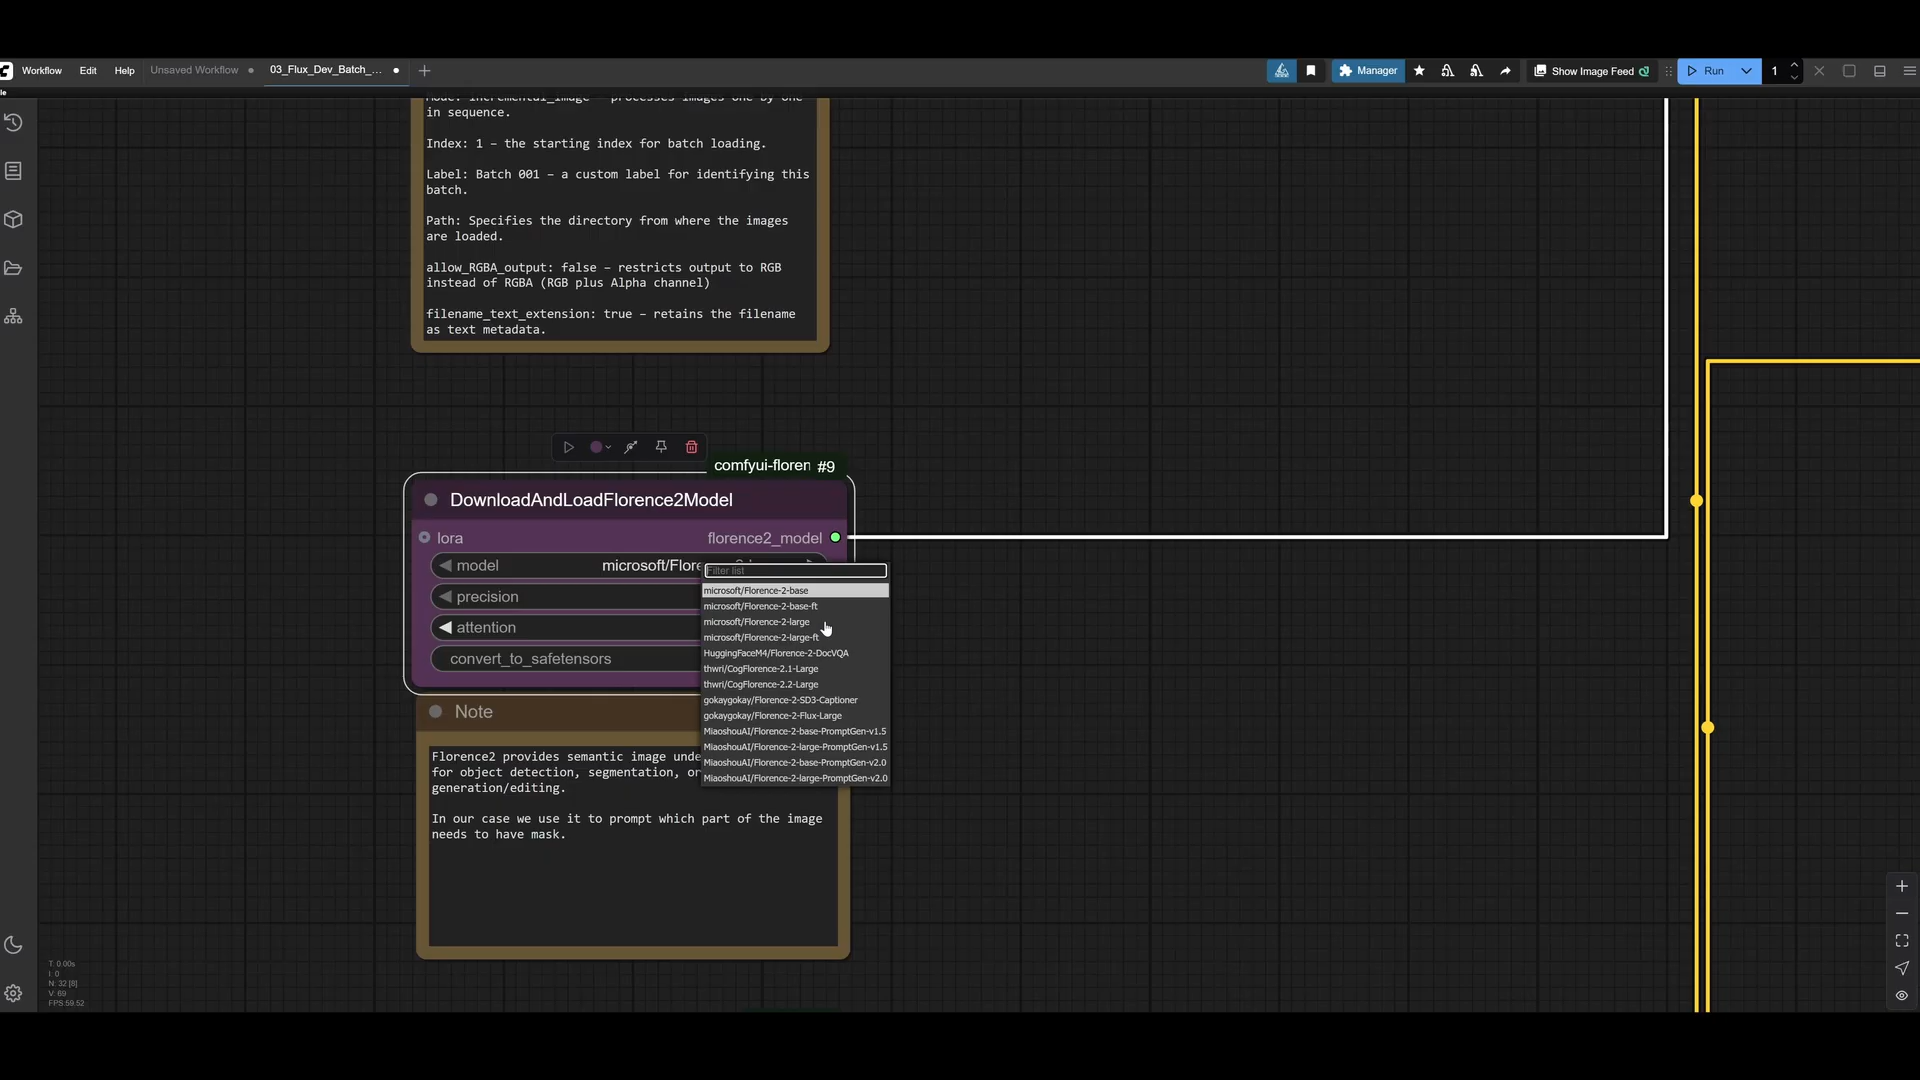 Workflow
Edit
Help
Unsaved Workflow
03_Flux_Dev_Batch_...
Manager
Show Image Feed
Run
1
in sequence.
Index: 1 – the starting index for batch loading.
Label: Batch 001 – a custom label for identifying this
batch.
Path: Specifies the directory from where the images
are loaded.
allow_RGBA_output: false – restricts output to RGB
instead of RGBA (RGB plus Alpha channel)
filename_text_extension: true – retains the filename
as text metadata.
comfyui-floren #9
DownloadAndLoadFlorence2Model
lora
florence2_model
model
microsoft/Flore
precision
attention
convert_to_safetensors
Filter list
microsoft/Florence-2-base
microsoft/Florence-2-base-ft
microsoft/Florence-2-large
microsoft/Florence-2-large-ft
HuggingFaceM4/Florence-2-DocVQA
thwri/CogFlorence-2.1-Large
thwri/CogFlorence-2.2-Large
gokaygokay/Florence-2-SD3-Captioner
gokaygokay/Florence-2-Flux-Large
MiaoshouAI/Florence-2-base-PromptGen-v1.5
MiaoshouAI/Florence-2-large-PromptGen-v1.5
MiaoshouAI/Florence-2-base-PromptGen-v2.0
MiaoshouAI/Florence-2-large-PromptGen-v2.0
Note
Florence2 provides semantic image unde
for object detection, segmentation, or
generation/editing.
In our case we use it to prompt which part of the image
needs to have mask.
T: 0.00s
I: 0
N: 32 [8]
V: 69
FPS:59.52